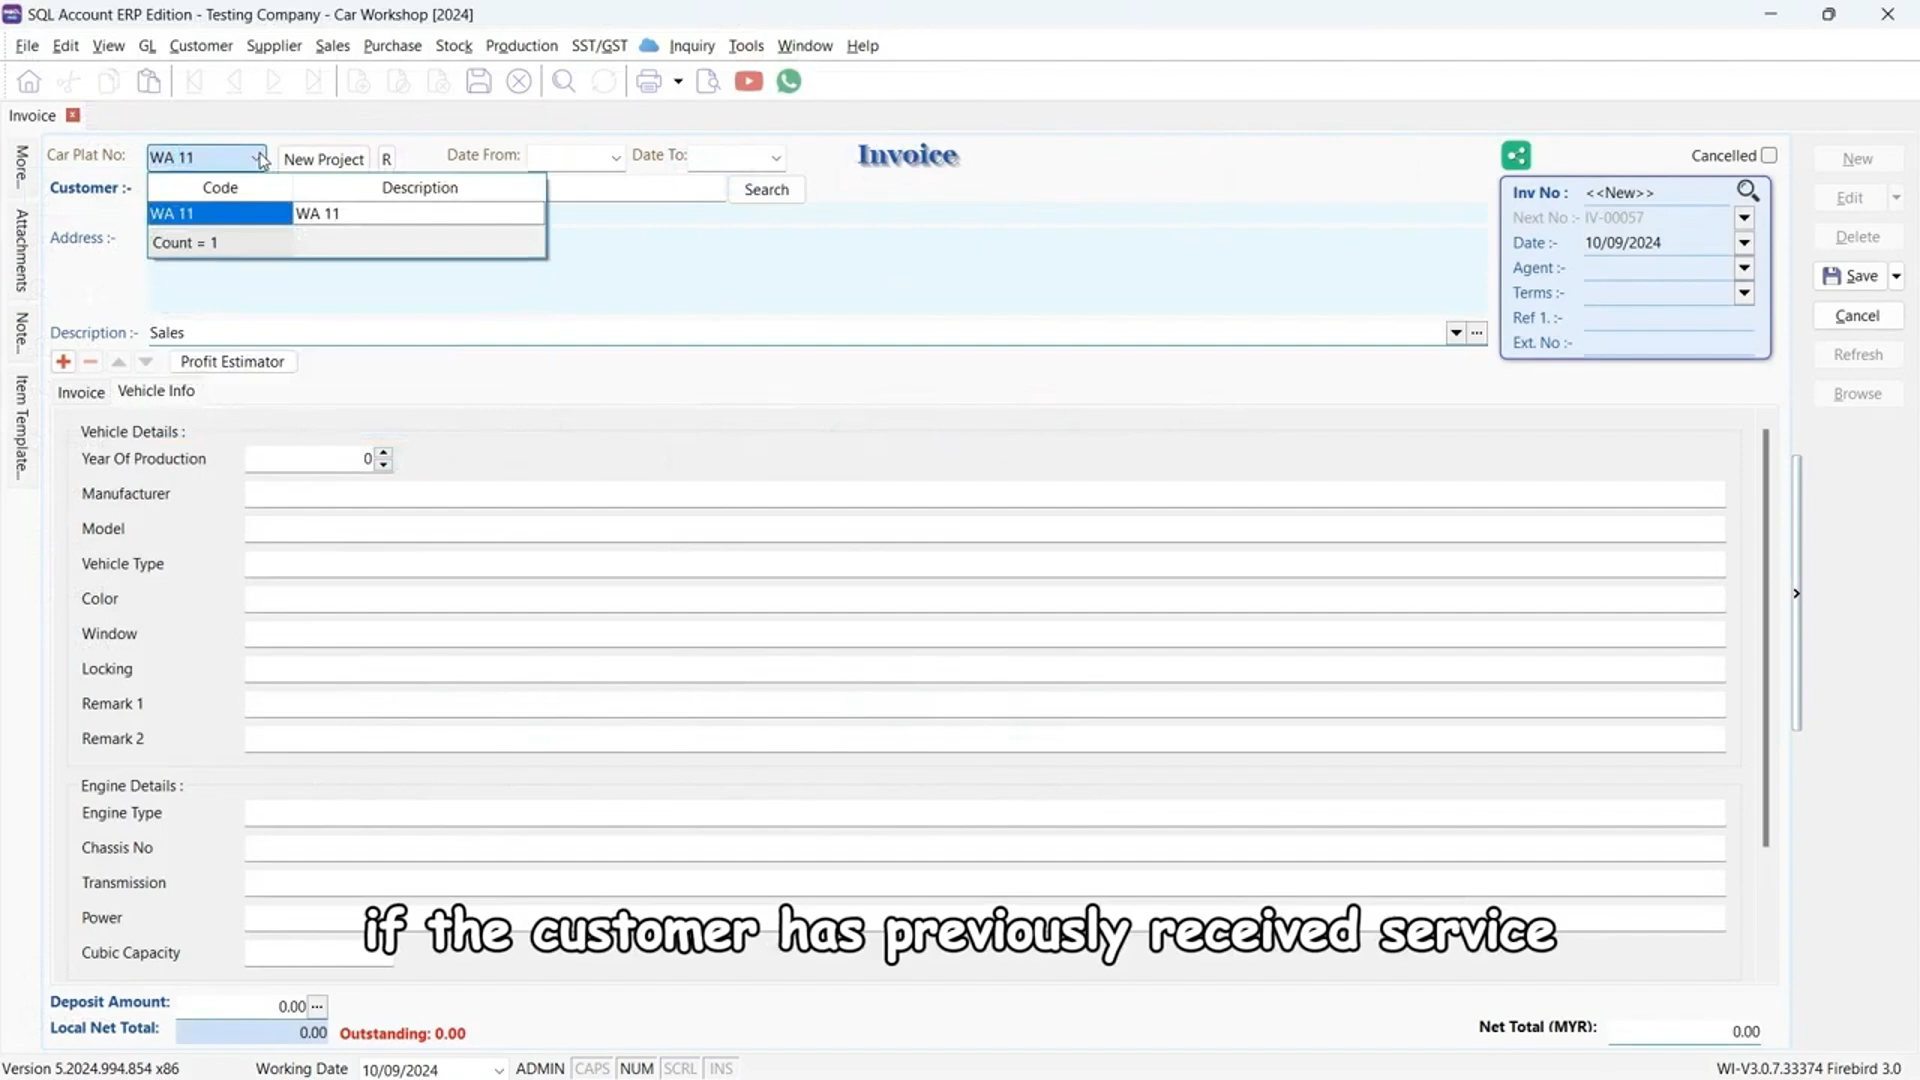 SQL Account ERP Edition - Testing Company - Car Workshop [2024]
File Edit View GL Customer Supplier Sales Purchase Stock Production SST/GST Inquiry Tools Window Help
Invoice
Car Plat No: WA 11 New Project R Date From: Date To: Invoice Cancelled
Customer :- Search
Code Description
WA 11 WA 11
Count = 1
Address :-
Description :- Sales
Inv No : <<New>>
Next No :- IV-00057
Date :- 10/09/2024
Agent :-
Terms :-
Ref 1. :-
Ext. No :-
New
Edit
Delete
Save
Cancel
Refresh
Browse
More...
Attachments
Note...
Item Template...
Profit Estimator
Invoice Vehicle Info
Vehicle Details :
Year Of Production 0
Manufacturer
Model
Vehicle Type
Color
Window
Locking
Remark 1
Remark 2
Engine Details :
Engine Type
Chassis No
Transmission
Power
Cubic Capacity
if the customer has previously received service
Deposit Amount: 0.00 ...
Local Net Total: 0.00 Outstanding: 0.00
Net Total (MYR): 0.00
Version 5.2024.994.854 x86 Working Date 10/09/2024 ADMIN CAPS NUM SCRL INS WI-V3.0.7.33374 Firebird 3.0